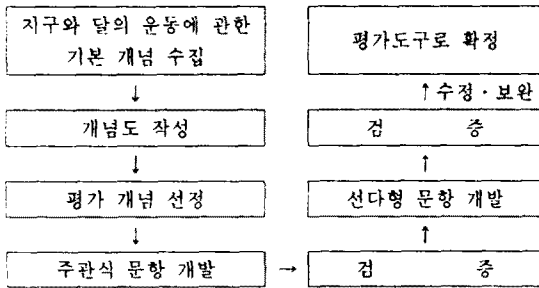 지구와 달의 운동에 관한
기본 개념 수집
↓
개념도 작성
↓
평가 개념 선정
↓
주관식 문항 개발
→
검 증
↑
선다형 문항 개발
↑
검 증
↑수정·보완
평가도구로 확정